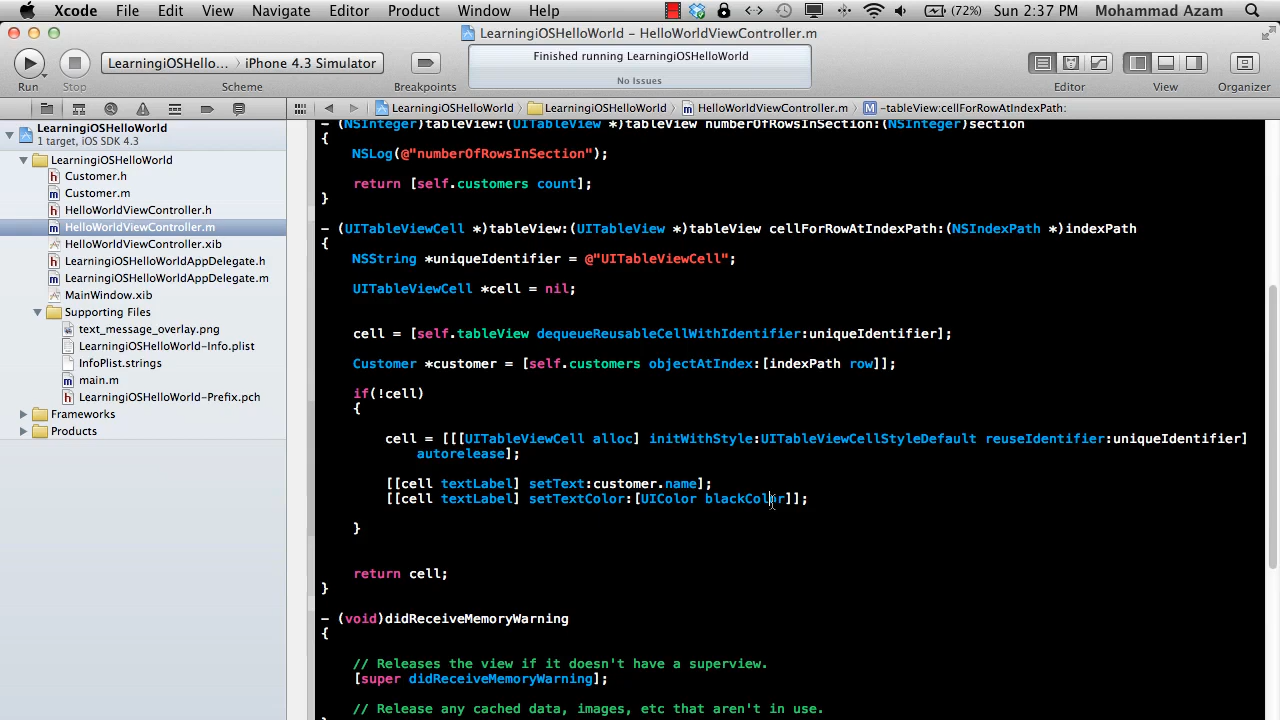 Xcode File Edit View Navigate Editor Product Window Help (72%) Sun 2:37 PM Mohammad Azam
LearningiOSHelloWorld - HelloWorldViewController.m
LearningiOSHello... iPhone 4.3 Simulator
Finished running LearningiOSHelloWorld
No Issues
Run Stop Scheme Breakpoints Editor View Organizer
LearningiOSHelloWorld LearningiOSHelloWorld HelloWorldViewController.m -tableView:cellForRowAtIndexPath:
LearningiOSHelloWorld
1 target, iOS SDK 4.3
LearningiOSHelloWorld
Customer.h
Customer.m
HelloWorldViewController.h
HelloWorldViewController.m
HelloWorldViewController.xib
LearningiOSHelloWorldAppDelegate.h
LearningiOSHelloWorldAppDelegate.m
MainWindow.xib
Supporting Files
text_message_overlay.png
LearningiOSHelloWorld-Info.plist
InfoPlist.strings
main.m
LearningiOSHelloWorld-Prefix.pch
Frameworks
Products
- (NSInteger)tableView:(UITableView *)tableView numberOfRowsInSection:(NSInteger)section
{
NSLog(@"numberOfRowsInSection");
return [self.customers count];
}
- (UITableViewCell *)tableView:(UITableView *)tableView cellForRowAtIndexPath:(NSIndexPath *)indexPath
{
NSString *uniqueIdentifier = @"UITableViewCell";
UITableViewCell *cell = nil;
cell = [self.tableView dequeueReusableCellWithIdentifier:uniqueIdentifier];
Customer *customer = [self.customers objectAtIndex:[indexPath row]];
if(!cell)
{
cell = [[[UITableViewCell alloc] initWithStyle:UITableViewCellStyleDefault reuseIdentifier:uniqueIdentifier]
autorelease];
[[cell textLabel] setText:customer.name];
[[cell textLabel] setTextColor:[UIColor blackColor]];
}
return cell;
}
- (void)didReceiveMemoryWarning
{
// Releases the view if it doesn't have a superview.
[super didReceiveMemoryWarning];
// Release any cached data, images, etc that aren't in use.